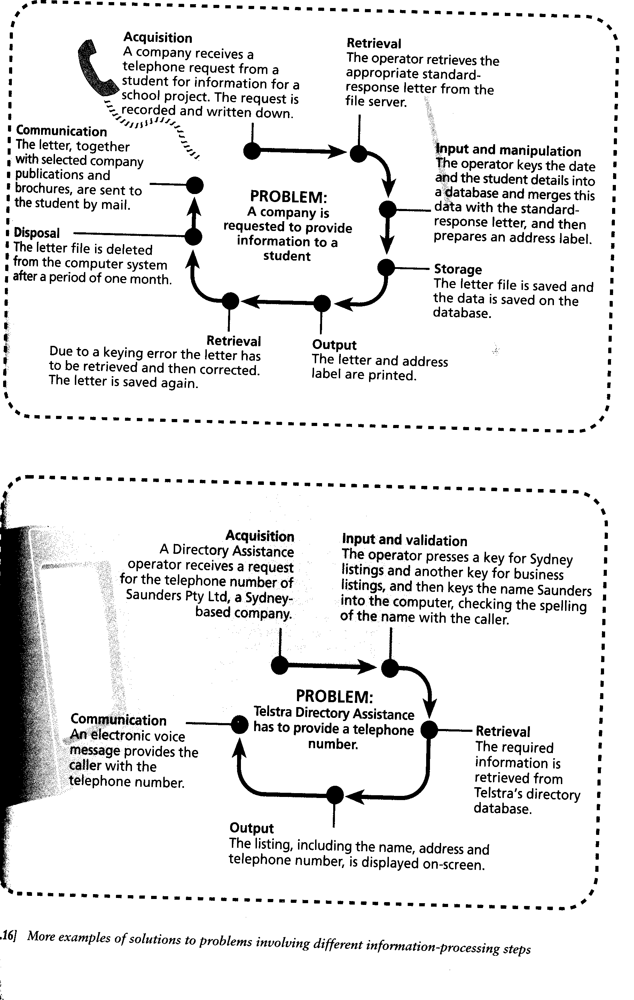 Acquisition
A company receives a
telephone request from a
student for information for a
school project. The request is
recorded and written down.
Retrieval
The operator retrieves the
appropriate standard-
response letter from the
file server.
Input and manipulation
The operator keys the date
and the student details into
a database and merges this
data with the standard-
response letter, and then
prepares an address label.
Storage
The letter file is saved and
the data is saved on the
database.
Output
The letter and address
label are printed.
Retrieval
Due to a keying error the letter has
to be retrieved and then corrected.
The letter is saved again.
Disposal
The letter file is deleted
from the computer system
after a period of one month.
Communication
The letter, together
with selected company
publications and
brochures, are sent to
the student by mail.
PROBLEM:
A company is
requested to provide
information to a
student
Acquisition
A Directory Assistance
operator receives a request
for the telephone number of
Saunders Pty Ltd, a Sydney-
based company.
Input and validation
The operator presses a key for Sydney
listings and another key for business
listings, and then keys the name Saunders
into the computer, checking the spelling
of the name with the caller.
Retrieval
The required
information is
retrieved from
Telstra's directory
database.
Output
The listing, including the name, address and
telephone number, is displayed on-screen.
Communication
An electronic voice
message provides the
caller with the
telephone number.
PROBLEM:
Telstra Directory Assistance
has to provide a telephone
number.
.16] More examples of solutions to problems involving different information-processing steps